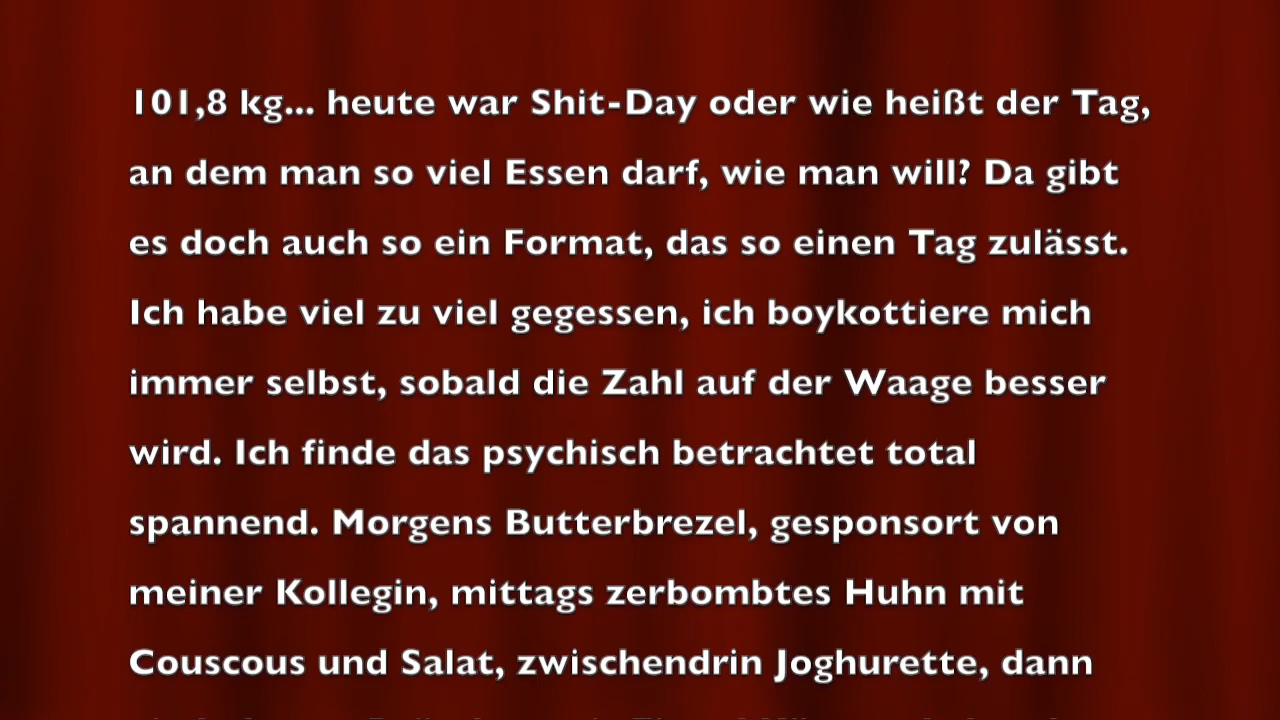 101,8 kg... heute war Shit-Day oder wie heißt der Tag,
an dem man so viel Essen darf, wie man will? Da gibt
es doch auch so ein Format, das so einen Tag zulässt.
Ich habe viel zu viel gegessen, ich boykottiere mich
immer selbst, sobald die Zahl auf der Waage besser
wird. Ich finde das psychisch betrachtet total
spannend. Morgens Butterbrezel, gesponsort von
meiner Kollegin, mittags zerbombtes Huhn mit
Couscous und Salat, zwischendrin Joghurette, dann